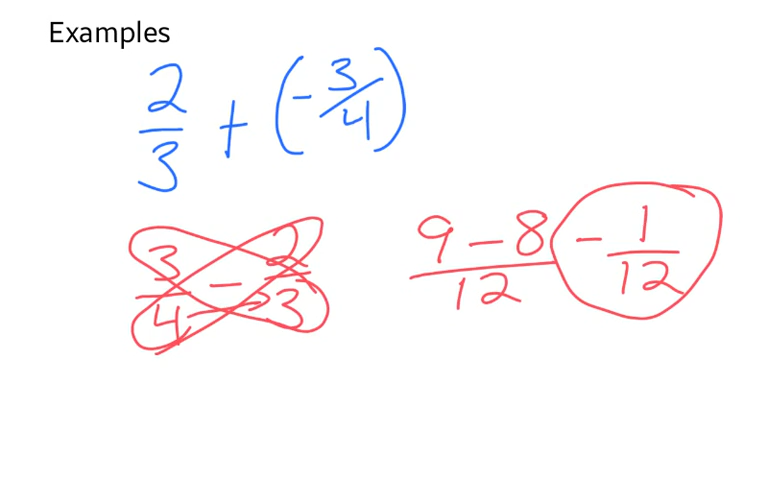 Examples
2/3 + (-3/4)
3/4 - 2/3
9-8/12 - 1/12